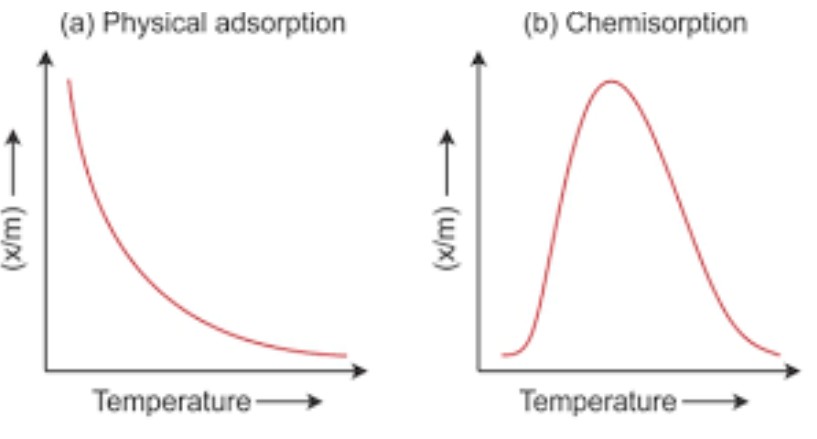 (a) Physical adsorption
(x/m)
Temperature
(b) Chemisorption
(x/m)
Temperature